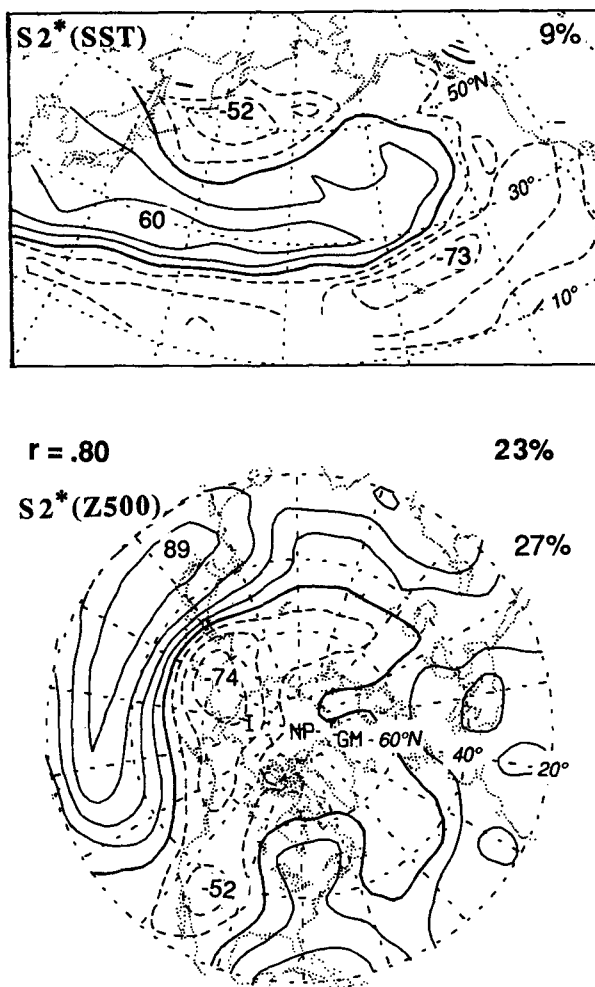 S2*(SST) 9%
-52
50°N
30°
60
-73
10°
r = .80 23%
S2*(Z500)
27%
89
-74
NP GM 60°N
40° 20°
-52